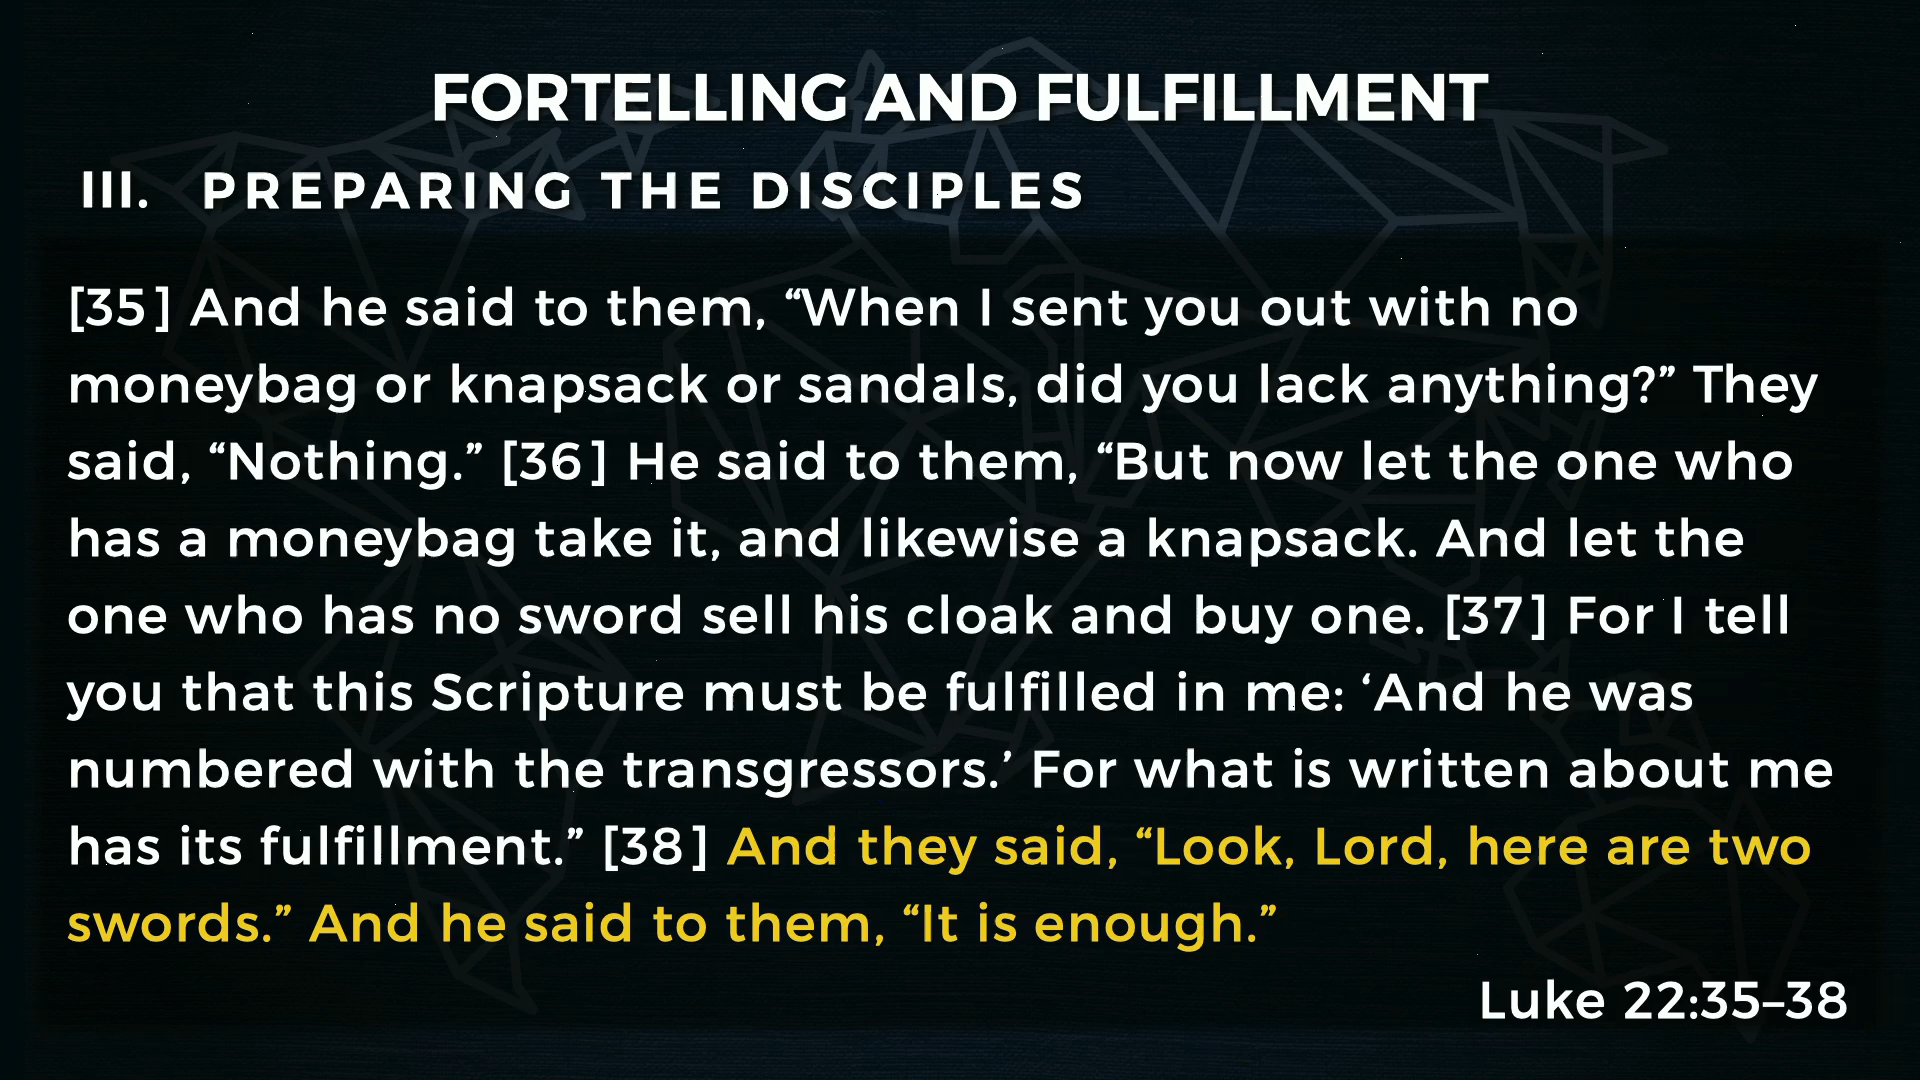 FORTELLING AND FULFILLMENT
III. PREPARING THE DISCIPLES
[35] And he said to them, “When I sent you out with no
moneybag or knapsack or sandals, did you lack anything?” They
said, “Nothing.” [36] He said to them, “But now let the one who
has a moneybag take it, and likewise a knapsack. And let the
one who has no sword sell his cloak and buy one. [37] For I tell
you that this Scripture must be fulfilled in me: ‘And he was
numbered with the transgressors.’ For what is written about me
has its fulfillment.” [38] And they said, “Look, Lord, here are two
swords.” And he said to them, “It is enough.”
Luke 22:35–38